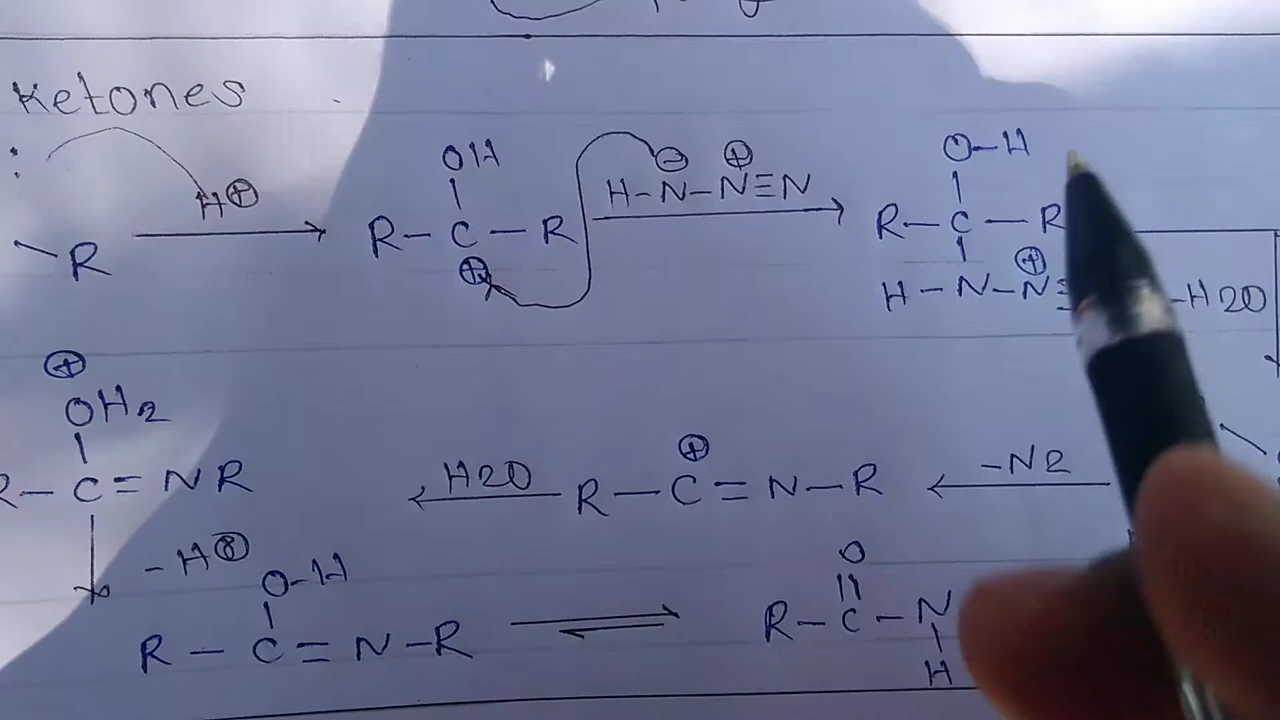 Ketones
H⊕
R
OH
R-C-R
⊕
⊖ ⊕
H-N-N≡N
O-H
R-C-R
⊕
H-N-N≡
-H2O
⊕
OH2
R-C=NR
H2O
⊕
R-C=N-R
-N2
-H⊕
O-H
R-C=N-R
O
R-C-N
H